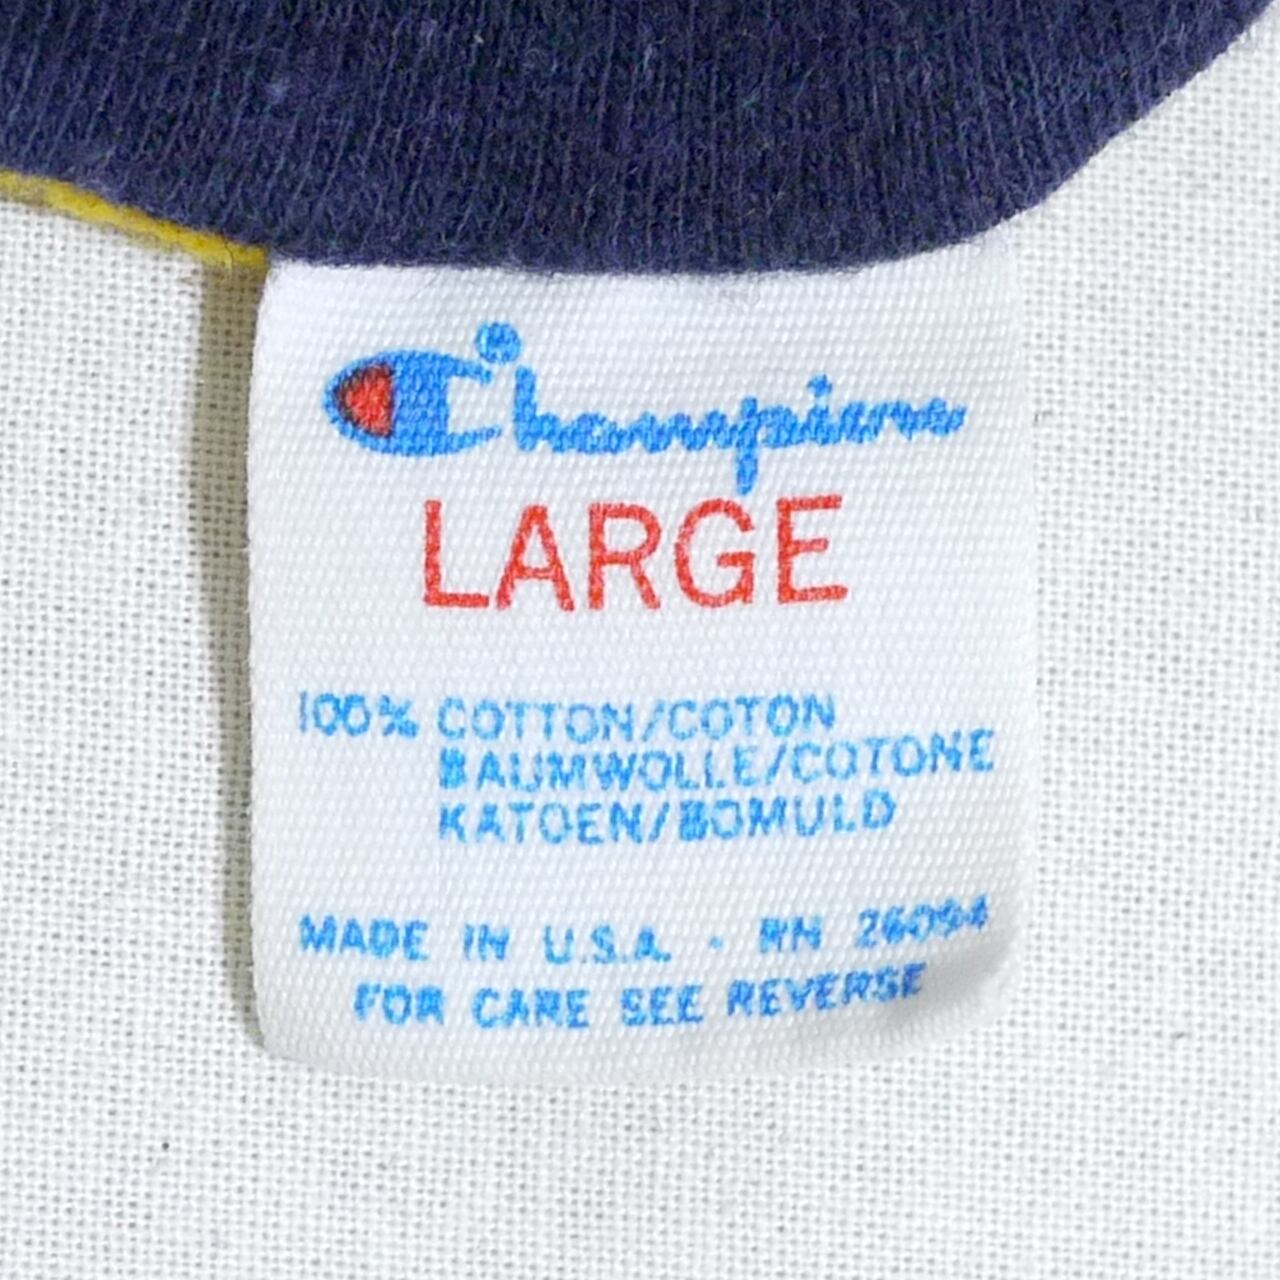 Champion
LARGE
100% COTTON/COTON
BAUMWOLLE/COTONE
KATOEN/BOMULD
MADE IN U.S.A. · RN 26094
FOR CARE SEE REVERSE